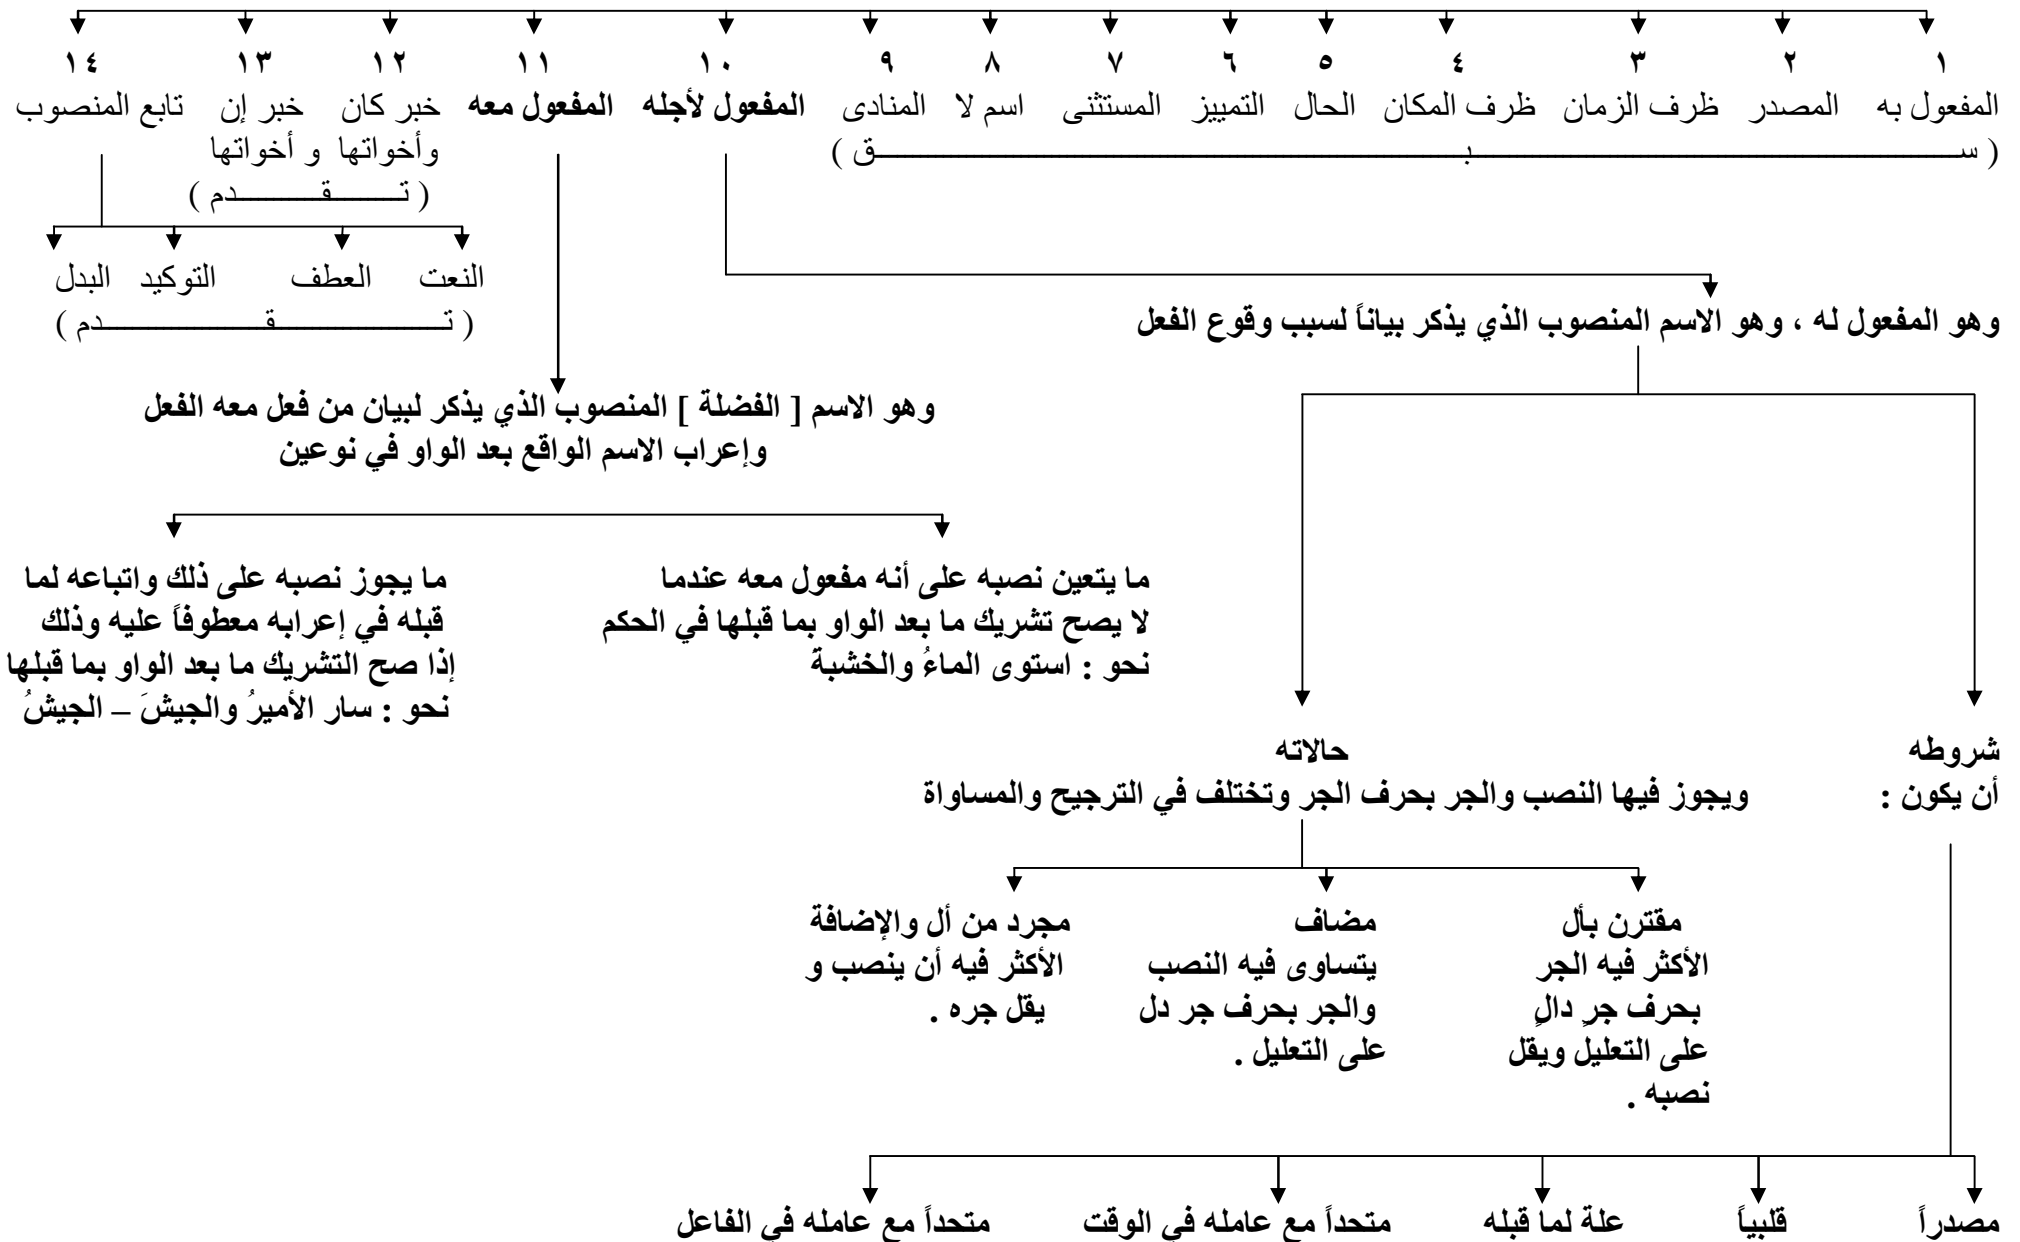 ١ ٢ ٣ ٤ ٥ ٦ ٧ ٨ ٩ ١٠ ١١ ١٢ ١٣ ١٤
المفعول به المصدر ظرف الزمان ظرف المكان الحال التمييز المستثنى اسم لا المنادى المفعول لأجله المفعول معه خبر كان خبر إن تابع المنصوب
وأخواتها و أخواتها
( ســـــبـــــق )
( تـــقـــدم )
النعت العطف التوكيد البدل
( تـــقـــدم )
وهو المفعول له ، وهو الاسم المنصوب الذي يذكر بياناً لسبب وقوع الفعل
وهو الاسم [ الفضلة ] المنصوب الذي يذكر لبيان من فعل معه الفعل
وإعراب الاسم الواقع بعد الواو في نوعين
ما يتعين نصبه على أنه مفعول معه عندما
لا يصح تشريك ما بعد الواو بما قبلها في الحكم
نحو : استوى الماءُ والخشبة
ما يجوز نصبه على ذلك واتباعه لما
قبله في إعرابه معطوفاً عليه وذلك
إذا صح التشريك ما بعد الواو بما قبلها
نحو : سار الأميرُ والجيشَ – الجيشُ
شروطه
أن يكون :
حالاته
ويجوز فيها النصب والجر بحرف الجر وتختلف في الترجيح والمساواة
مقترن بأل
الأكثر فيه الجر
بحرف جر دالٍ
على التعليل ويقل
نصبه .
مضاف
يتساوى فيه النصب
والجر بحرف جر دل
على التعليل .
مجرد من أل والإضافة
الأكثر فيه أن ينصب و
يقل جره .
مصدراً قلبياً علة لما قبله متحداً مع عامله في الوقت متحداً مع عامله في الفاعل